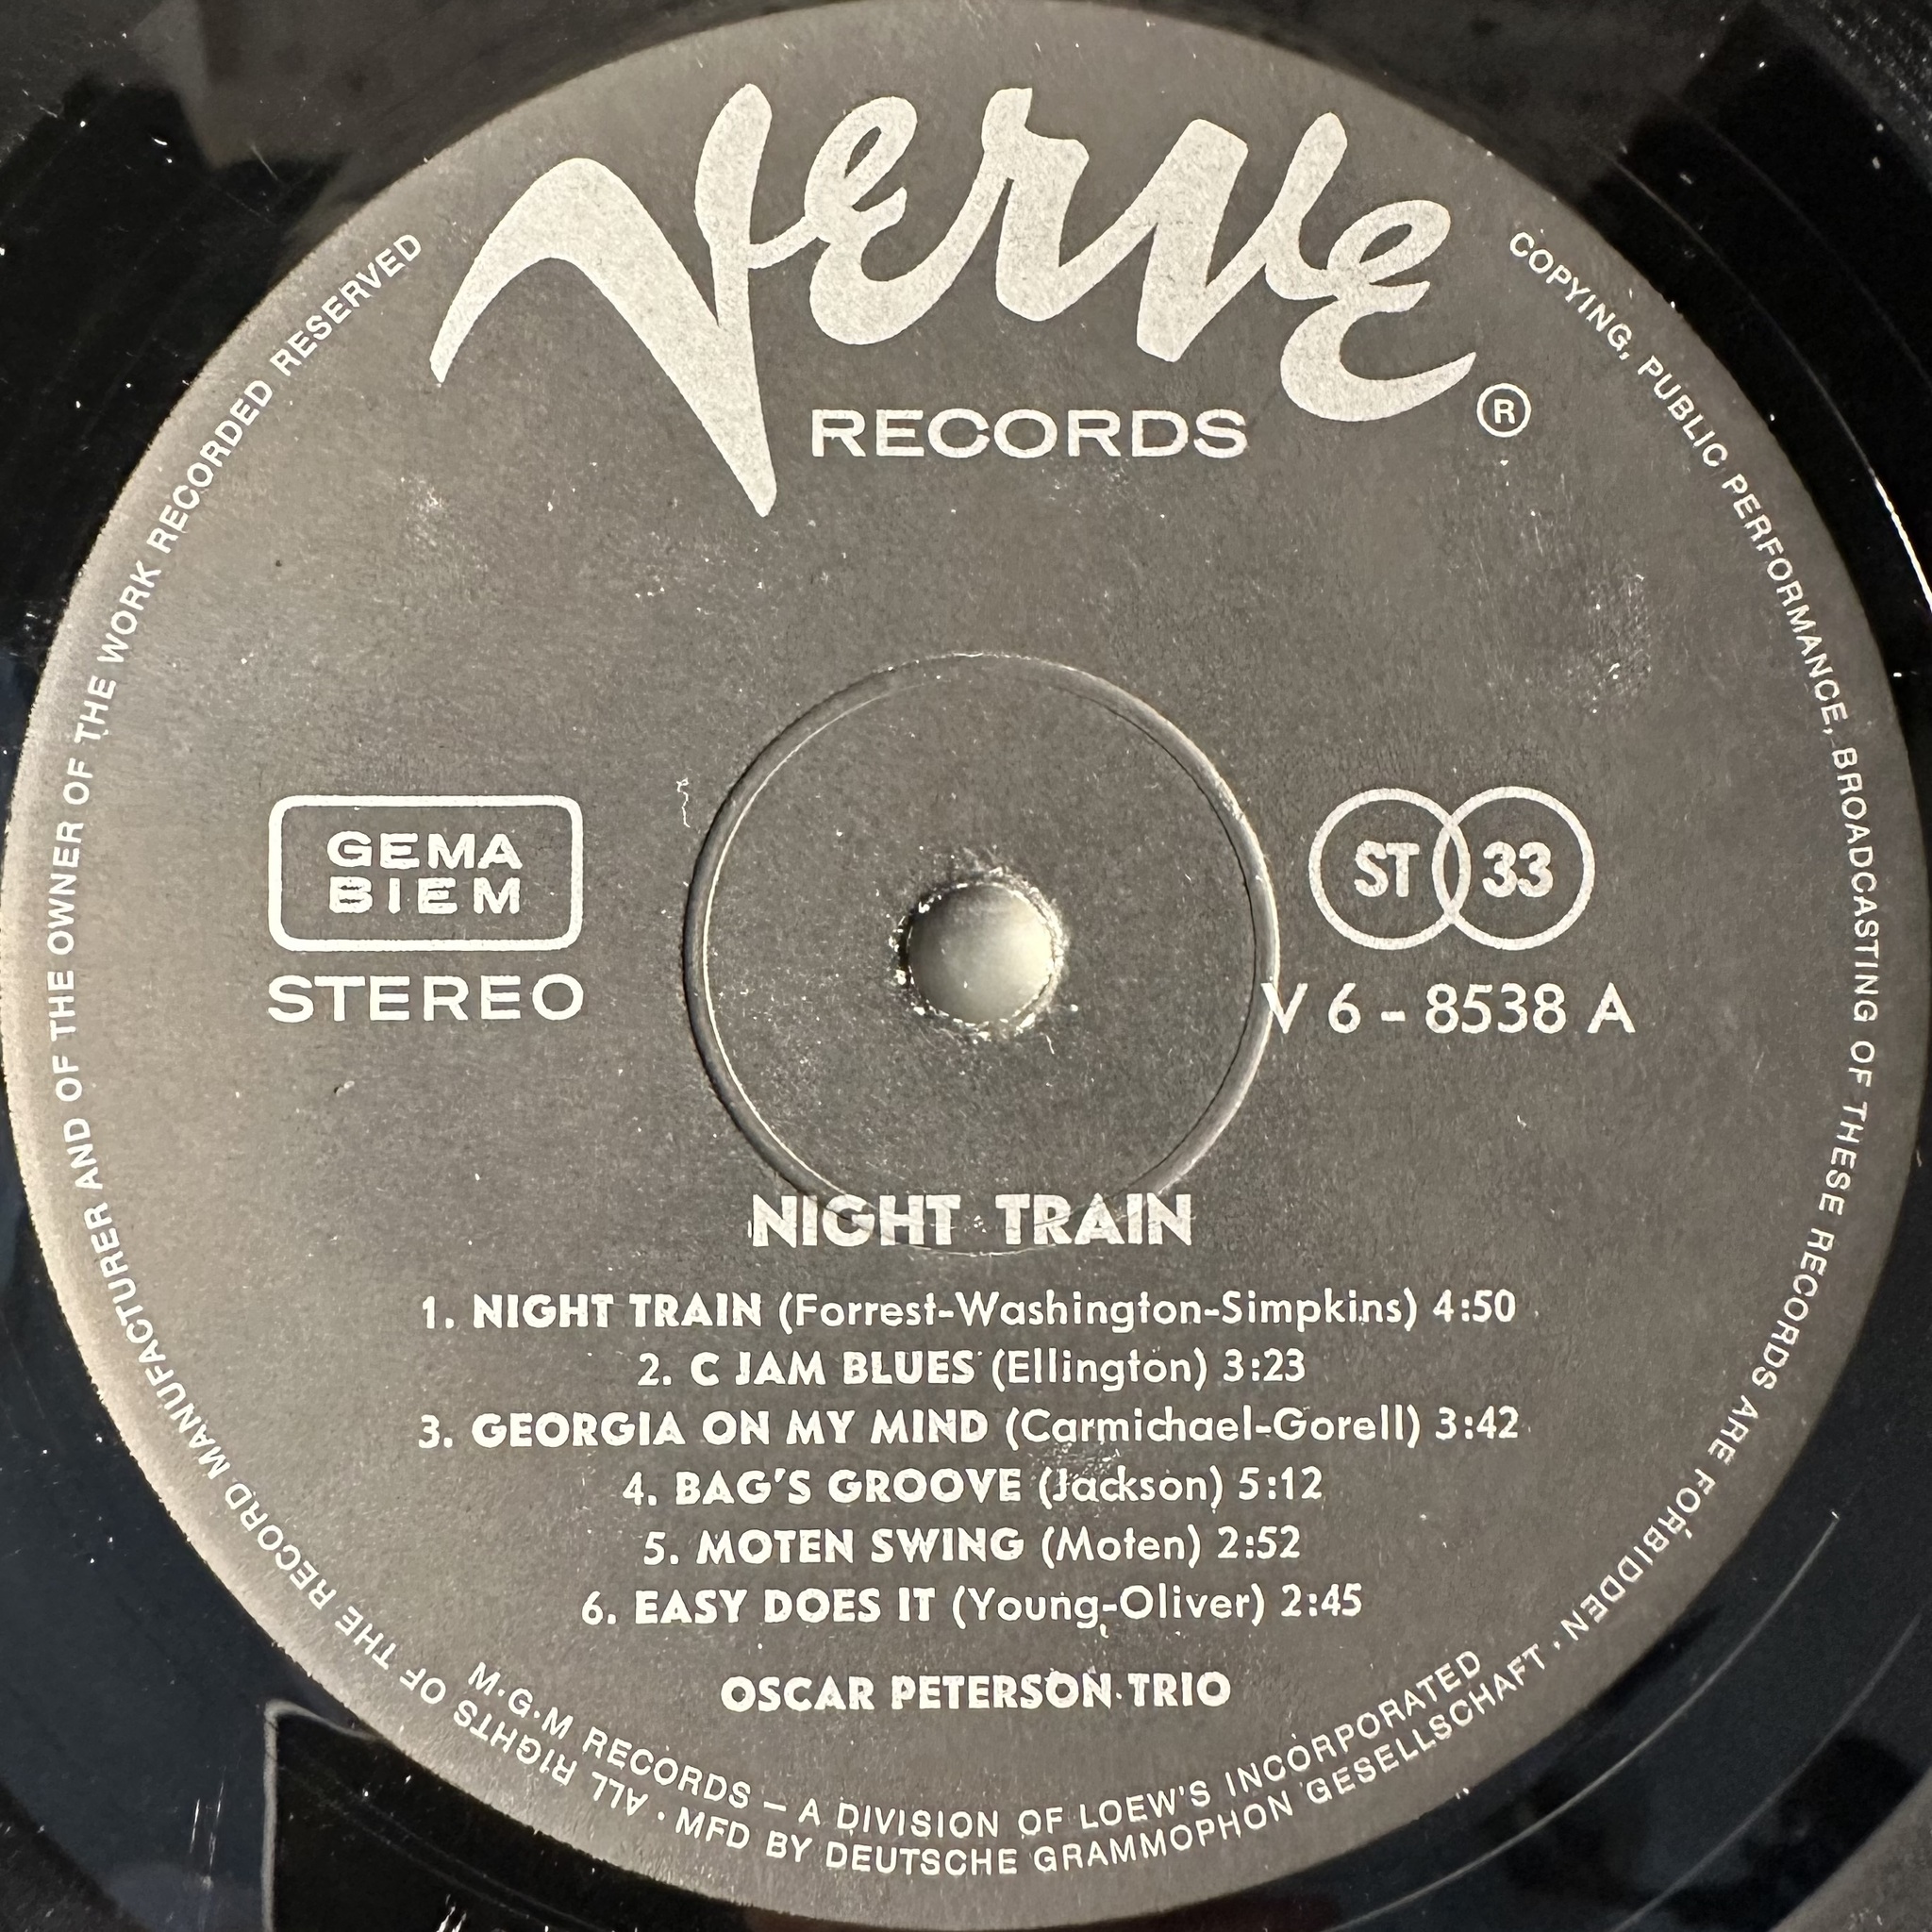 Verve
RECORDS
®
GEMA
BIEM
STEREO
ST 33
V 6 - 8538 A
NIGHT TRAIN
1. NIGHT TRAIN (Forrest-Washington-Simpkins) 4:50
2. C JAM BLUES (Ellington) 3:23
3. GEORGIA ON MY MIND (Carmichael-Gorell) 3:42
4. BAG'S GROOVE (Jackson) 5:12
5. MOTEN SWING (Moten) 2:52
6. EASY DOES IT (Young-Oliver) 2:45
OSCAR PETERSON TRIO
M·G·M RECORDS – A DIVISION OF LOEW'S INCORPORATED
MFD BY DEUTSCHE GRAMMOPHON GESELLSCHAFT · ALL RIGHTS OF THE RECORD MANUFACTURER AND OF THE OWNER OF THE WORK RECORDED RESERVED
COPYING, PUBLIC PERFORMANCE, BROADCASTING OF THESE RECORDS ARE FORBIDDEN ·